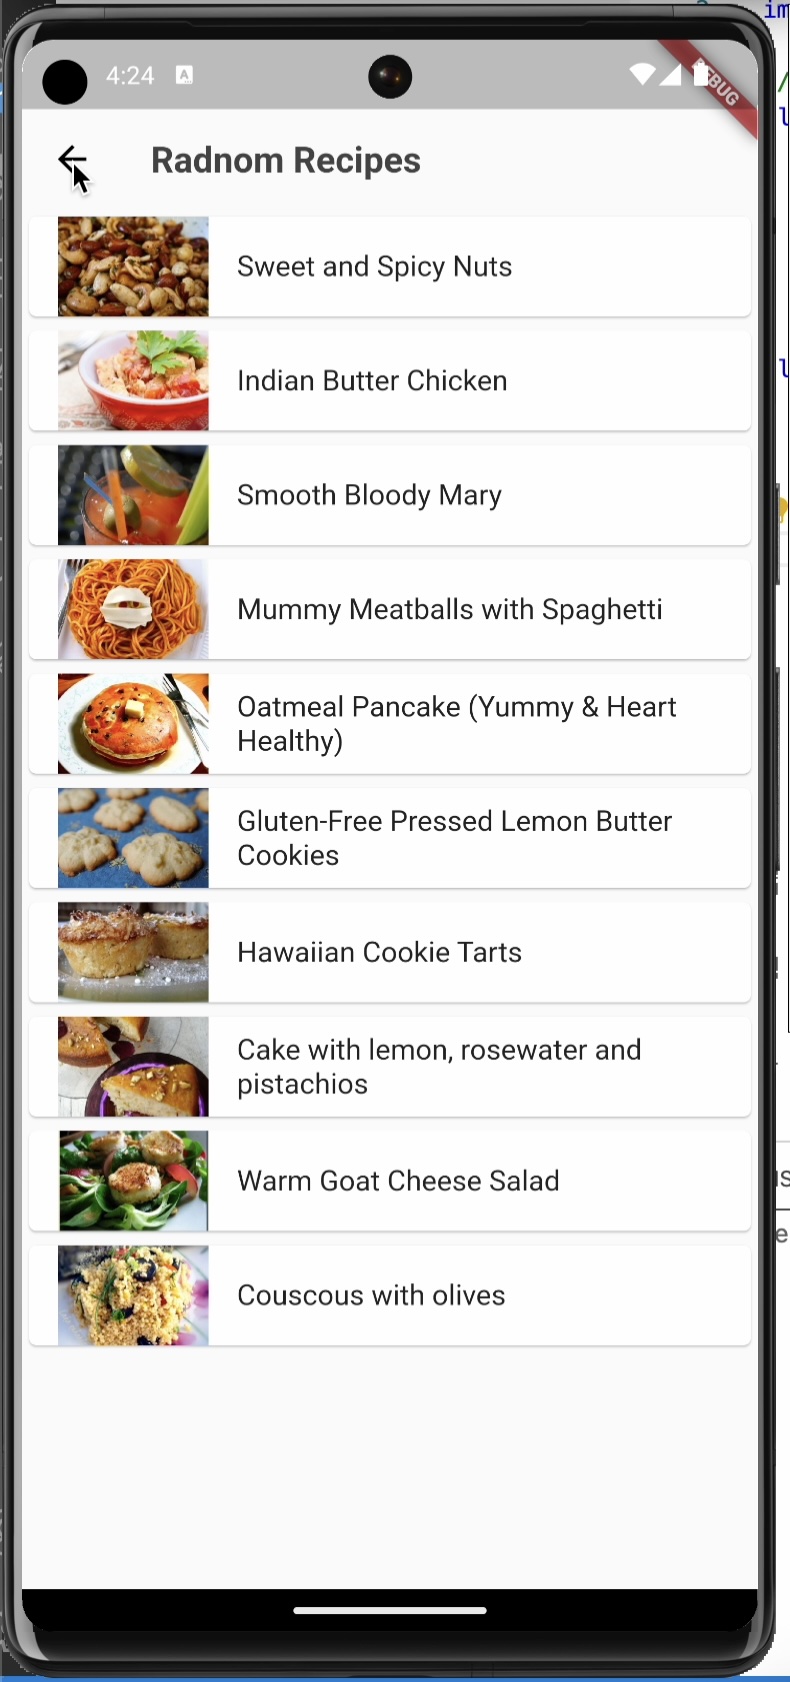 im
4:24
A
DEBUG
Radnom Recipes
Sweet and Spicy Nuts
Indian Butter Chicken
Smooth Bloody Mary
Mummy Meatballs with Spaghetti
Oatmeal Pancake (Yummy & Heart
Healthy)
Gluten-Free Pressed Lemon Butter
Cookies
Hawaiian Cookie Tarts
Cake with lemon, rosewater and
pistachios
Warm Goat Cheese Salad
Couscous with olives